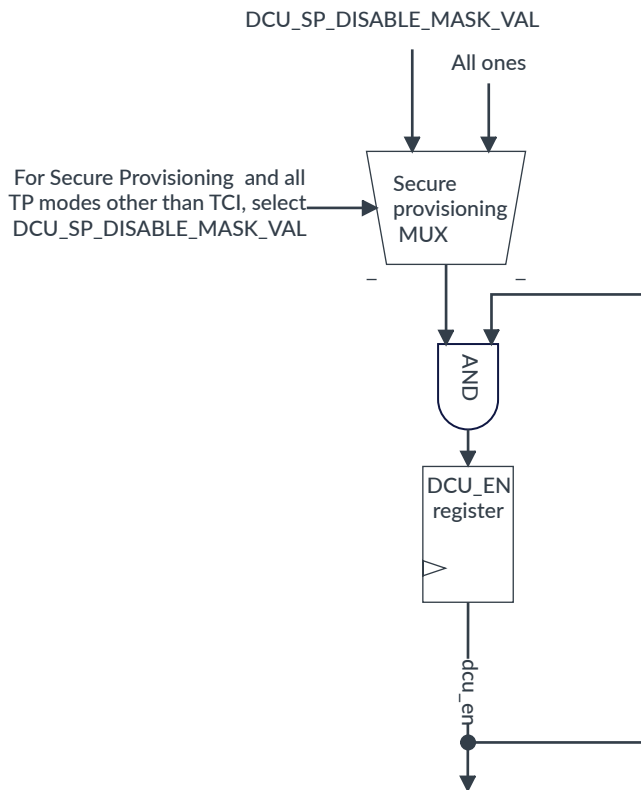 DCU_SP_DISABLE_MASK_VAL
All ones
For Secure Provisioning and all
TP modes other than TCI, select
DCU_SP_DISABLE_MASK_VAL
Secure
provisioning
MUX
AND
DCU_EN
register
dcu_en